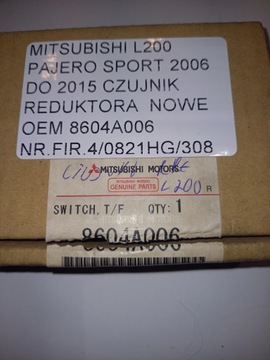 MITSUBISHI L200
PAJERO SPORT 2006
DO 2015 CZUJNIK
REDUKTORA NOWE
OEM 8604A006
NR.FIR.4/0821HG/308
MITSUBISHI MOTORS
GENUINE PARTS
L200 R
SWITCH,T/F QTY: 1
8604A006